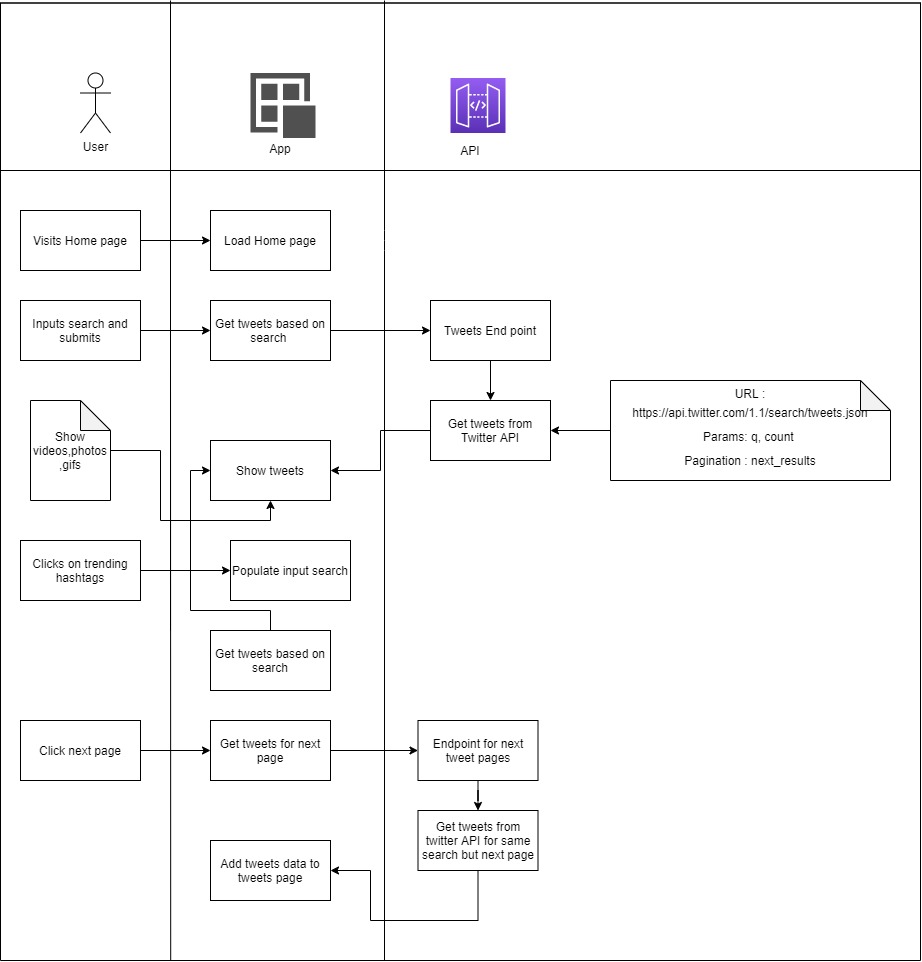 User
App
API
Visits Home page
Load Home page
Inputs search and
submits
Get tweets based on
search
Tweets End point
Show
videos,photos
,gifs
Show tweets
Get tweets from
Twitter API
URL :
https://api.twitter.com/1.1/search/tweets.json
Params: q, count
Pagination : next_results
Clicks on trending
hashtags
Populate input search
Get tweets based on
search
Click next page
Get tweets for next
page
Endpoint for next
tweet pages
Get tweets from
twitter API for same
search but next page
Add tweets data to
tweets page